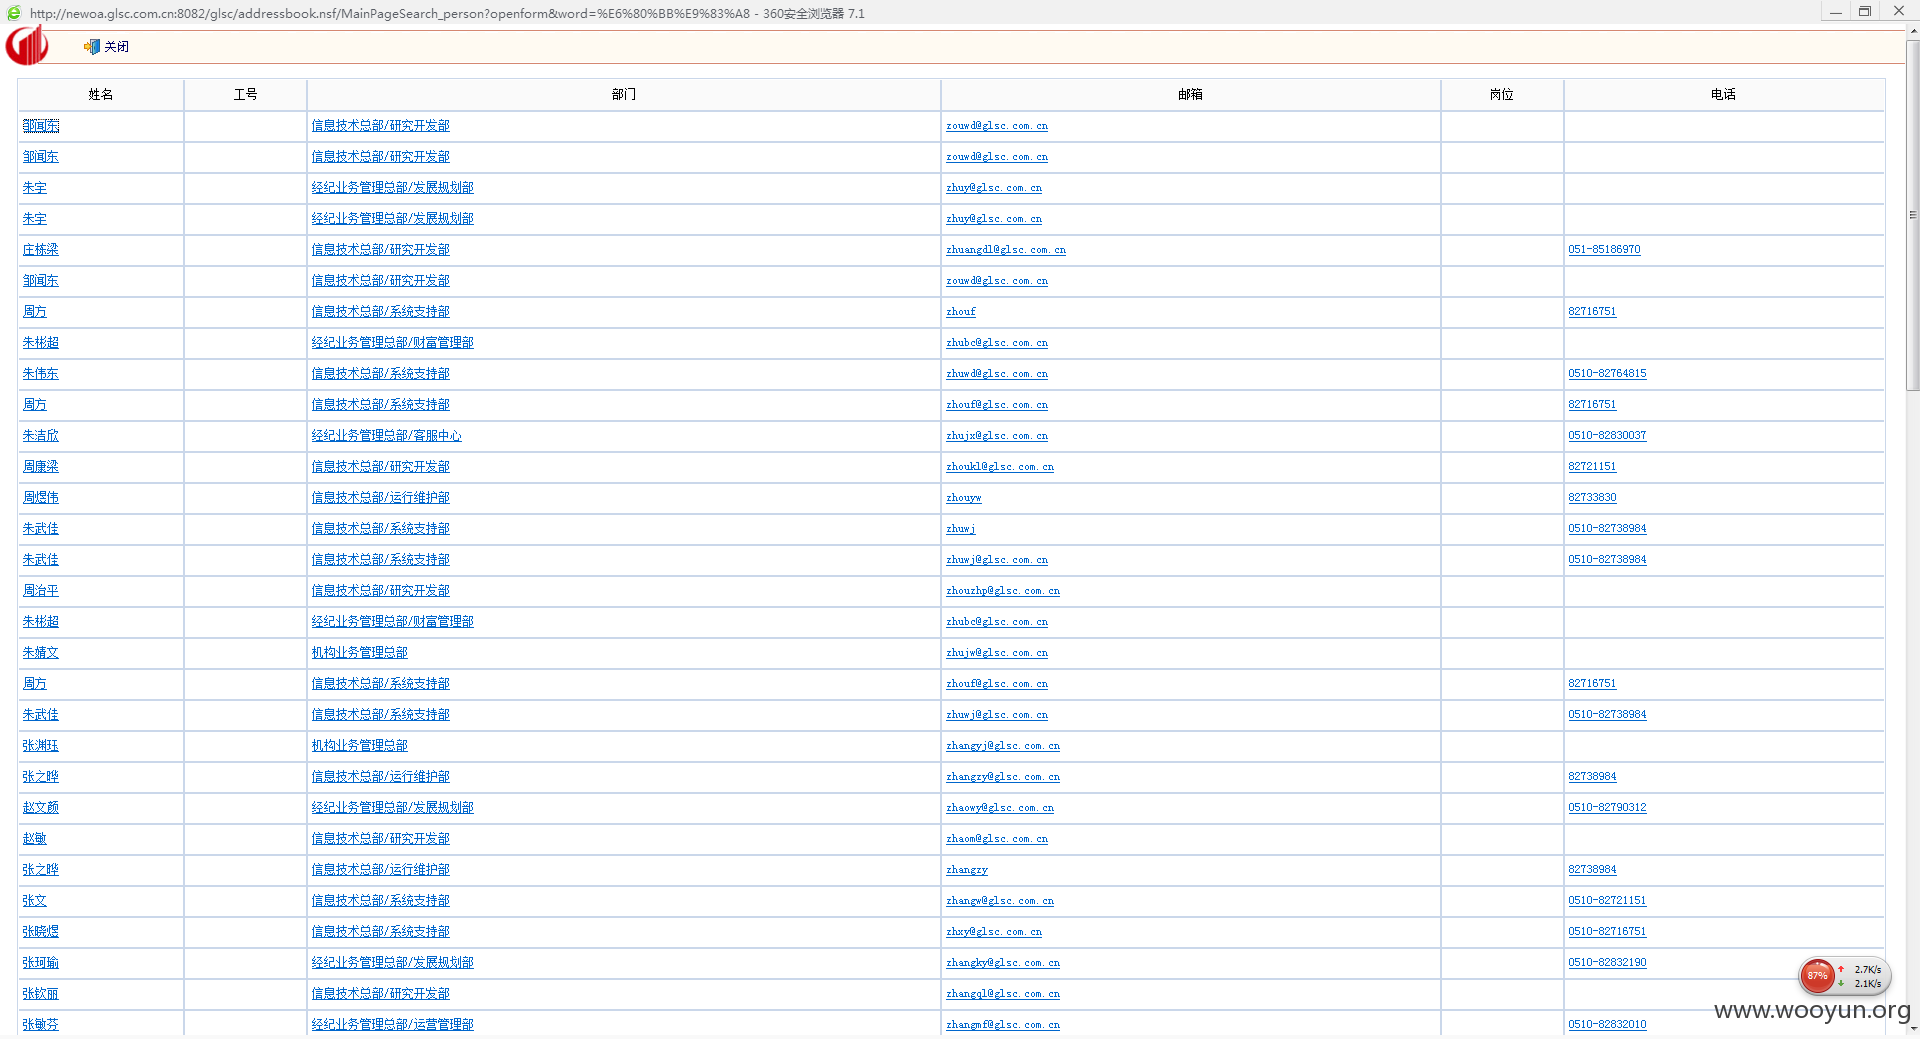 http://newoa.glsc.com.cn:8082/glsc/addressbook.nsf/MainPageSearch_person?openform&word=%E6%80%BB%E9%83%A8 - 360安全浏览器 7.1
关闭
姓名 工号 部门 邮箱 岗位 电话
邹闻东 信息技术总部/研究开发部 zouwd@glsc.com.cn
邹闻东 信息技术总部/研究开发部 zouwd@glsc.com.cn
朱宇 经纪业务管理总部/发展规划部 zhuy@glsc.com.cn
朱宇 经纪业务管理总部/发展规划部 zhuy@glsc.com.cn
庄栋梁 信息技术总部/研究开发部 zhuangdl@glsc.com.cn 051-85186970
邹闻东 信息技术总部/研究开发部 zouwd@glsc.com.cn
周方 信息技术总部/系统支持部 zhouf 82716751
朱彬超 经纪业务管理总部/财富管理部 zhubc@glsc.com.cn
朱伟东 信息技术总部/系统支持部 zhuwd@glsc.com.cn 0510-82764815
周方 信息技术总部/系统支持部 zhouf@glsc.com.cn 82716751
朱洁欣 经纪业务管理总部/客服中心 zhujx@glsc.com.cn 0510-82830037
周康梁 信息技术总部/研究开发部 zhoukl@glsc.com.cn 82721151
周煜伟 信息技术总部/运行维护部 zhouyw 82733830
朱武佳 信息技术总部/系统支持部 zhuwj 0510-82738984
朱武佳 信息技术总部/系统支持部 zhuwj@glsc.com.cn 0510-82738984
周治平 信息技术总部/研究开发部 zhouzhp@glsc.com.cn
朱彬超 经纪业务管理总部/财富管理部 zhubc@glsc.com.cn
朱婧文 机构业务管理总部 zhujw@glsc.com.cn
周方 信息技术总部/系统支持部 zhouf@glsc.com.cn 82716751
朱武佳 信息技术总部/系统支持部 zhuwj@glsc.com.cn 0510-82738984
张渊珏 机构业务管理总部 zhangyj@glsc.com.cn
张之晔 信息技术总部/运行维护部 zhangzy@glsc.com.cn 82738984
赵文颜 经纪业务管理总部/发展规划部 zhaowy@glsc.com.cn 0510-82790312
赵敏 信息技术总部/研究开发部 zhaom@glsc.com.cn
张之晔 信息技术总部/运行维护部 zhangzy 82738984
张文 信息技术总部/系统支持部 zhangw@glsc.com.cn 0510-82721151
张晓煜 信息技术总部/系统支持部 zhxy@glsc.com.cn 0510-82716751
张珂瑜 经纪业务管理总部/发展规划部 zhangky@glsc.com.cn 0510-82832190
张钦丽 信息技术总部/研究开发部 zhangql@glsc.com.cn
张敏芬 经纪业务管理总部/运营管理部 zhangmf@glsc.com.cn 0510-82832010
87% 2.7K/s
2.1K/s
www.wooyun.org